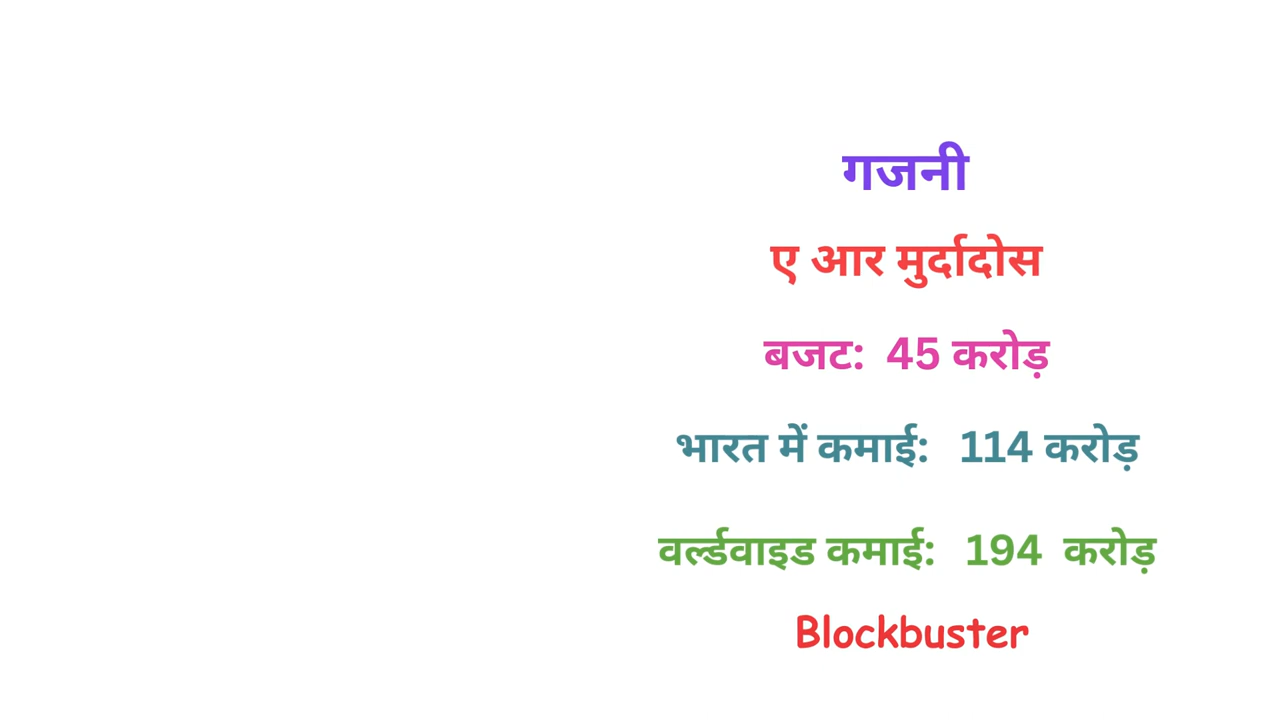 गजनी
ए आर मुर्दादोस
बजट: 45 करोड़
भारत में कमाई: 114 करोड़
वर्ल्डवाइड कमाई: 194 करोड़
Blockbuster